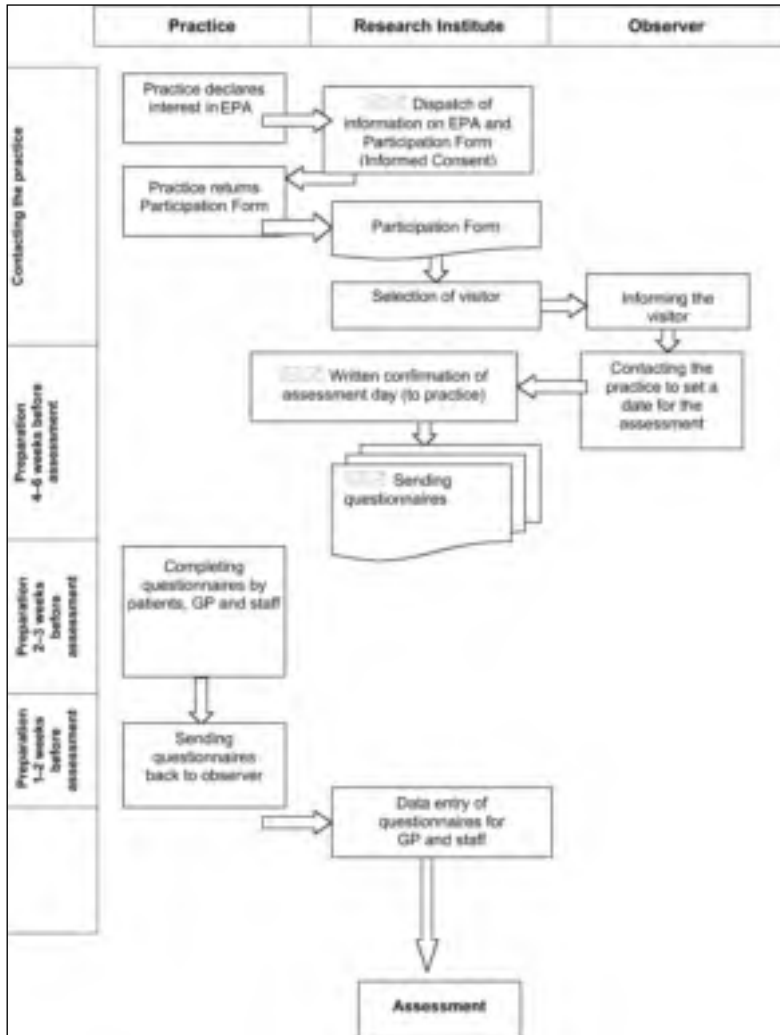 Practice
Research Institute
Observer
Contacting the practice
Practice declares
interest in EPA
Dispatch of
information on EPA and
Participation Form
(Informed Consent)
Practice returns
Participation Form
Participation Form
Selection of visitor
Informing the
visitor
Preparation
4–6 weeks before
assessment
Contacting the
practice to set a
date for the
assessment
Written confirmation of
assessment day (to practice)
Sending
questionnaires
Preparation
2–3 weeks
before
assessment
Completing
questionnaires by
patients, GP and staff
Preparation
1–2 weeks
before
assessment
Sending
questionnaires
back to observer
Data entry of
questionnaires for
GP and staff
Assessment